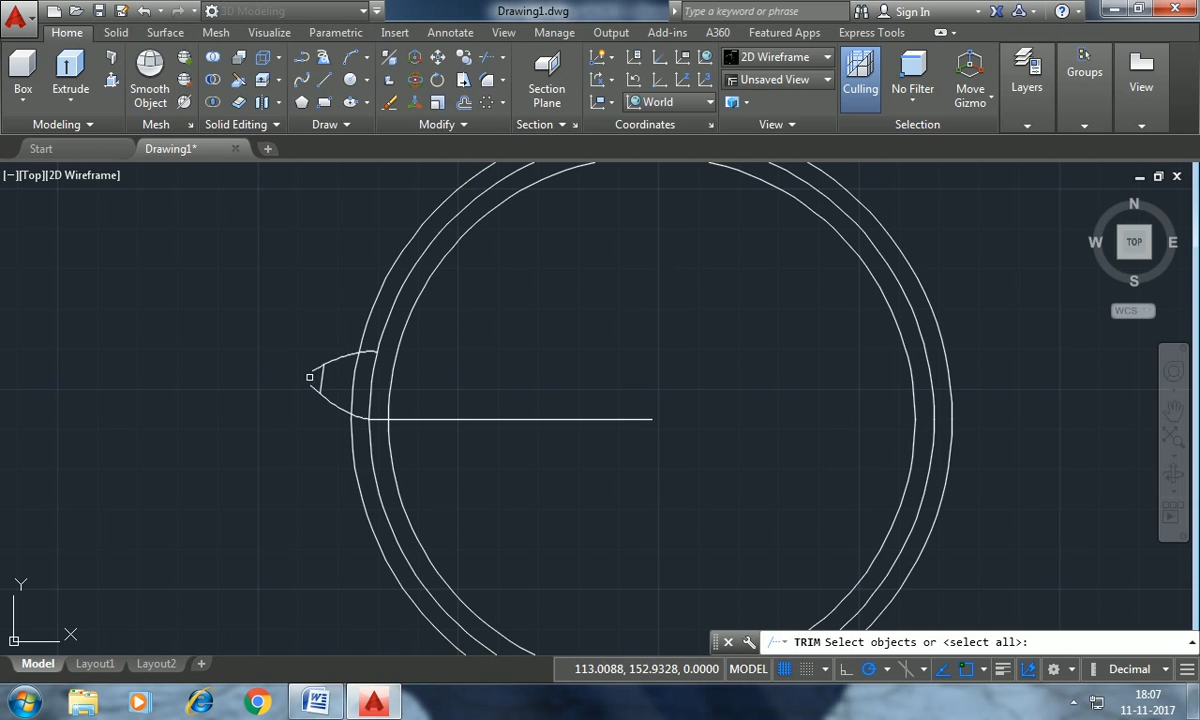 3D Modeling Drawing1.dwg Type a keyword or phrase Sign In
Home Solid Surface Mesh Visualize Parametric Insert Annotate View Manage Output Add-ins A360 Featured Apps Express Tools
2D Wireframe
Unsaved View
World
Box Extrude Smooth Object Section Plane Culling No Filter Move Gizmo Layers Groups View
Modeling Mesh Solid Editing Draw Modify Section Coordinates View Selection
Start Drawing1* +
[−][Top][2D Wireframe]
N
W TOP E
S
WCS
Y
X
TRIM Select objects or <select all>:
Model Layout1 Layout2 +
113.0088, 152.9328, 0.0000 MODEL Decimal
18:07
11-11-2017